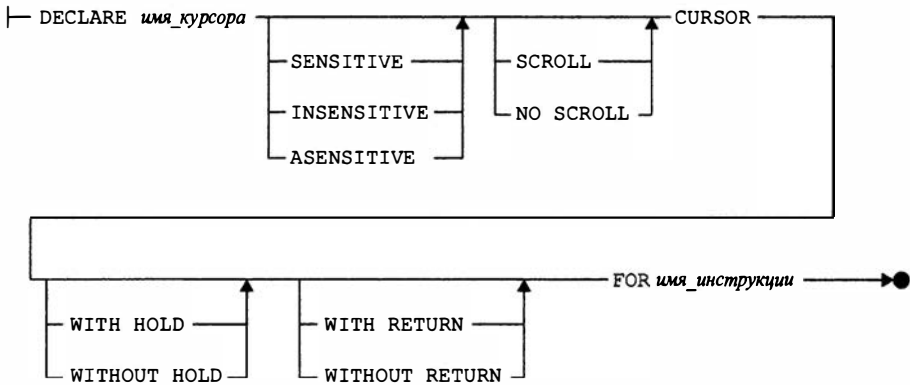 DECLARE имя_курсора CURSOR
SENSITIVE SCROLL
INSENSITIVE NO SCROLL
ASENSITIVE
FOR имя_инструкции
WITH HOLD WITH RETURN
WITHOUT HOLD WITHOUT RETURN